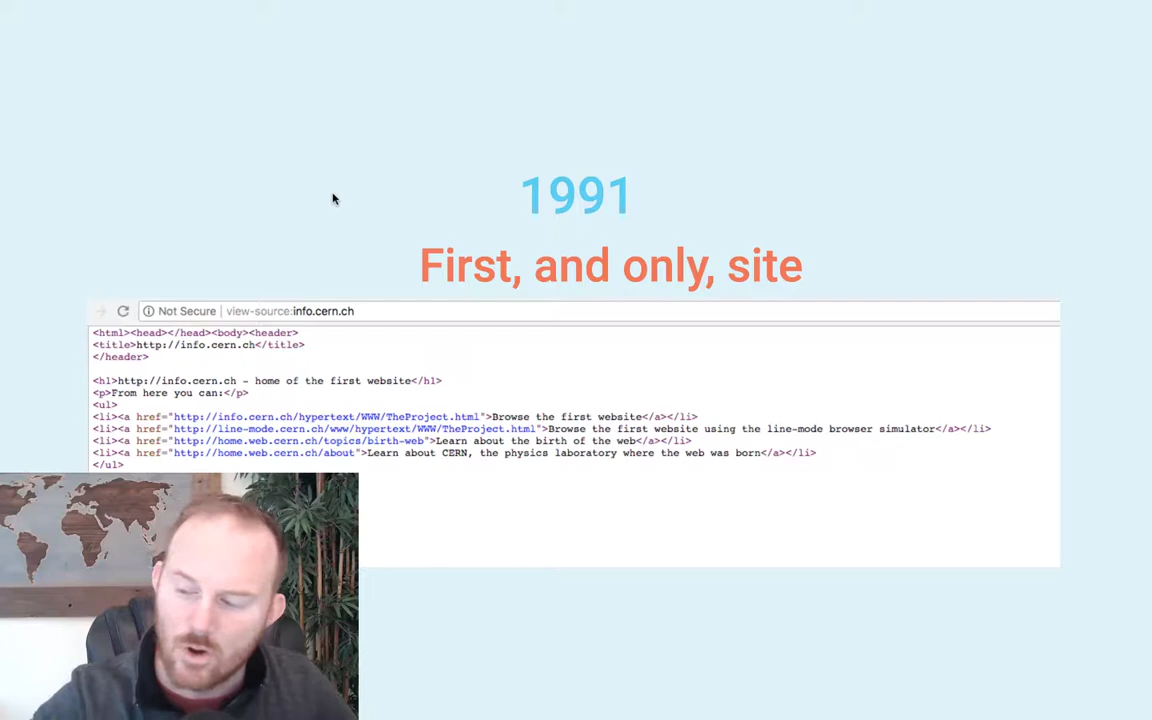 1991
First, and only, site
Not Secure | view-source:info.cern.ch
<html><head></head><body><header>
<title>http://info.cern.ch</title>
</header>
<h1>http://info.cern.ch - home of the first website</h1>
<p>From here you can:</p>
<ul>
<li><a href="http://info.cern.ch/hypertext/WWW/TheProject.html">Browse the first website</a></li>
<li><a href="http://line-mode.cern.ch/www/hypertext/WWW/TheProject.html">Browse the first website using the line-mode browser simulator</a></li>
<li><a href="http://home.web.cern.ch/topics/birth-web">Learn about the birth of the web</a></li>
<li><a href="http://home.web.cern.ch/about">Learn about CERN, the physics laboratory where the web was born</a></li>
</ul>